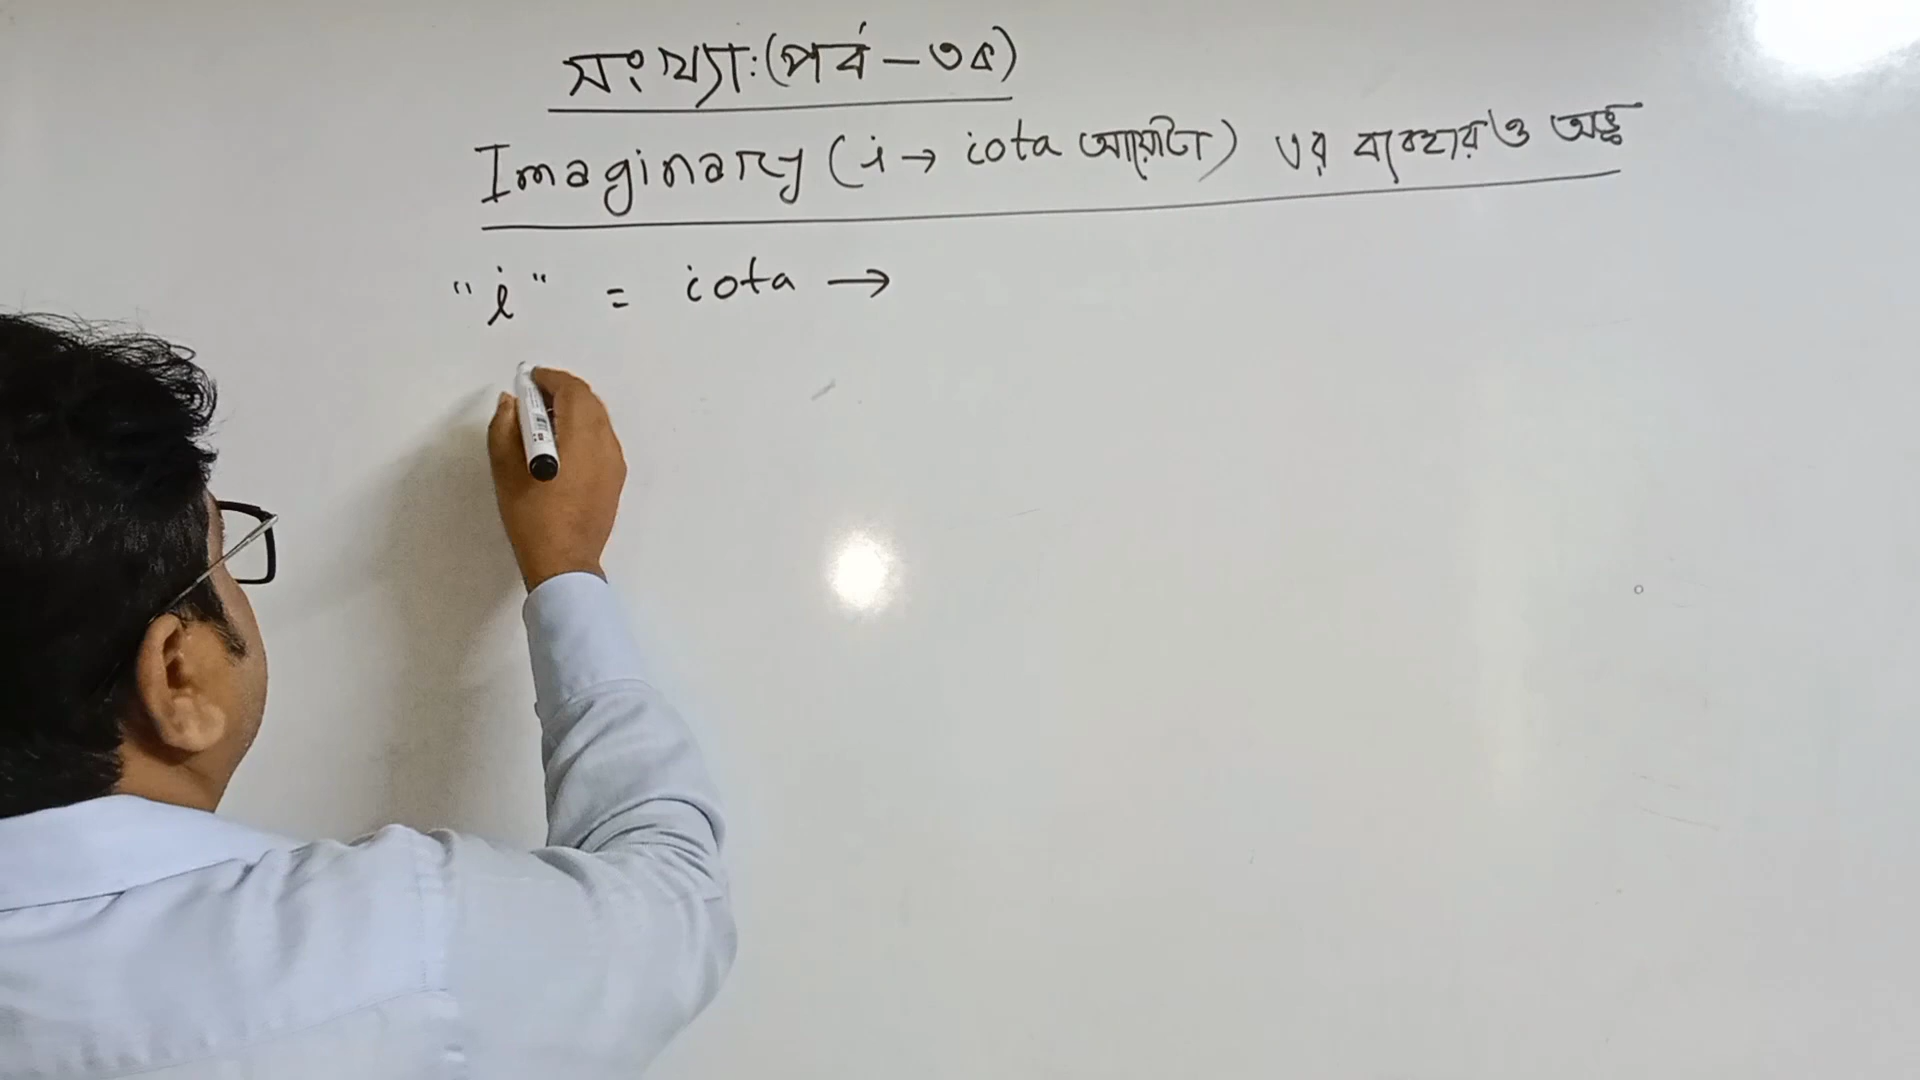 সংখ্যা:(পর্ব-৩৫)
Imaginary (i → iota আয়োটা) এর ব্যবহার ও অঙ্ক
"i" = iota →